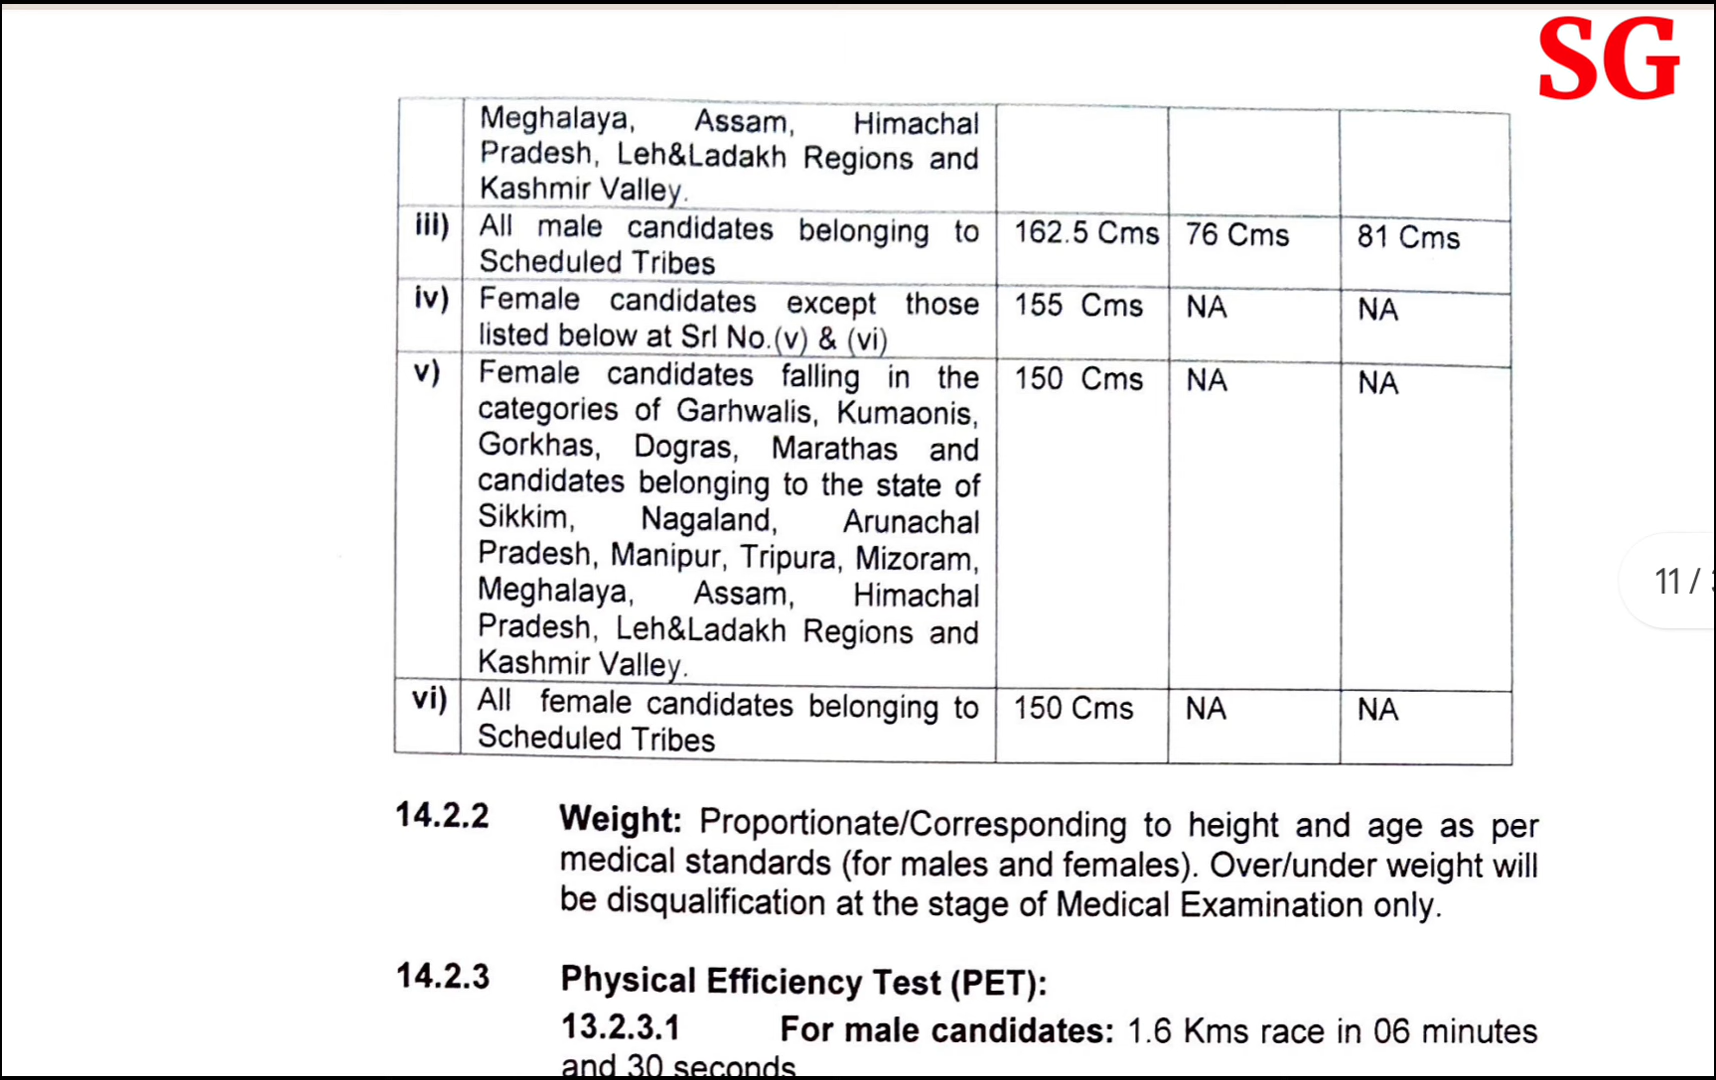 SG
Meghalaya, Assam, Himachal
Pradesh, Leh&Ladakh Regions and
Kashmir Valley.
iii) All male candidates belonging to 162.5 Cms 76 Cms 81 Cms
Scheduled Tribes
iv) Female candidates except those 155 Cms NA NA
listed below at Srl No.(v) & (vi)
v) Female candidates falling in the 150 Cms NA NA
categories of Garhwalis, Kumaonis,
Gorkhas, Dogras, Marathas and
candidates belonging to the state of
Sikkim, Nagaland, Arunachal
Pradesh, Manipur, Tripura, Mizoram,
Meghalaya, Assam, Himachal
Pradesh, Leh&Ladakh Regions and
Kashmir Valley.
vi) All female candidates belonging to 150 Cms NA NA
Scheduled Tribes
11 /
14.2.2 Weight: Proportionate/Corresponding to height and age as per
medical standards (for males and females). Over/under weight will
be disqualification at the stage of Medical Examination only.
14.2.3 Physical Efficiency Test (PET):
13.2.3.1 For male candidates: 1.6 Kms race in 06 minutes
and 30 seconds